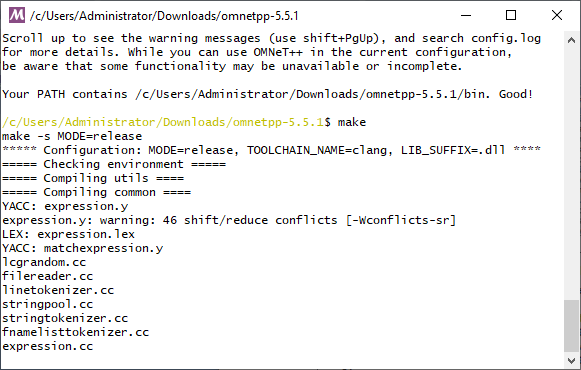 /c/Users/Administrator/Downloads/omnetpp-5.5.1
Scroll up to see the warning messages (use shift+PgUp), and search config.log
for more details. While you can use OMNeT++ in the current configuration,
be aware that some functionality may be unavailable or incomplete.
Your PATH contains /c/Users/Administrator/Downloads/omnetpp-5.5.1/bin. Good!
/c/Users/Administrator/Downloads/omnetpp-5.5.1$ make
make -s MODE=release
***** Configuration: MODE=release, TOOLCHAIN_NAME=clang, LIB_SUFFIX=.dll ****
===== Checking environment =====
===== Compiling utils ====
===== Compiling common ====
YACC: expression.y
expression.y: warning: 46 shift/reduce conflicts [-Wconflicts-sr]
LEX: expression.lex
YACC: matchexpression.y
lcgrandom.cc
filereader.cc
linetokenizer.cc
stringpool.cc
stringtokenizer.cc
fnamelisttokenizer.cc
expression.cc